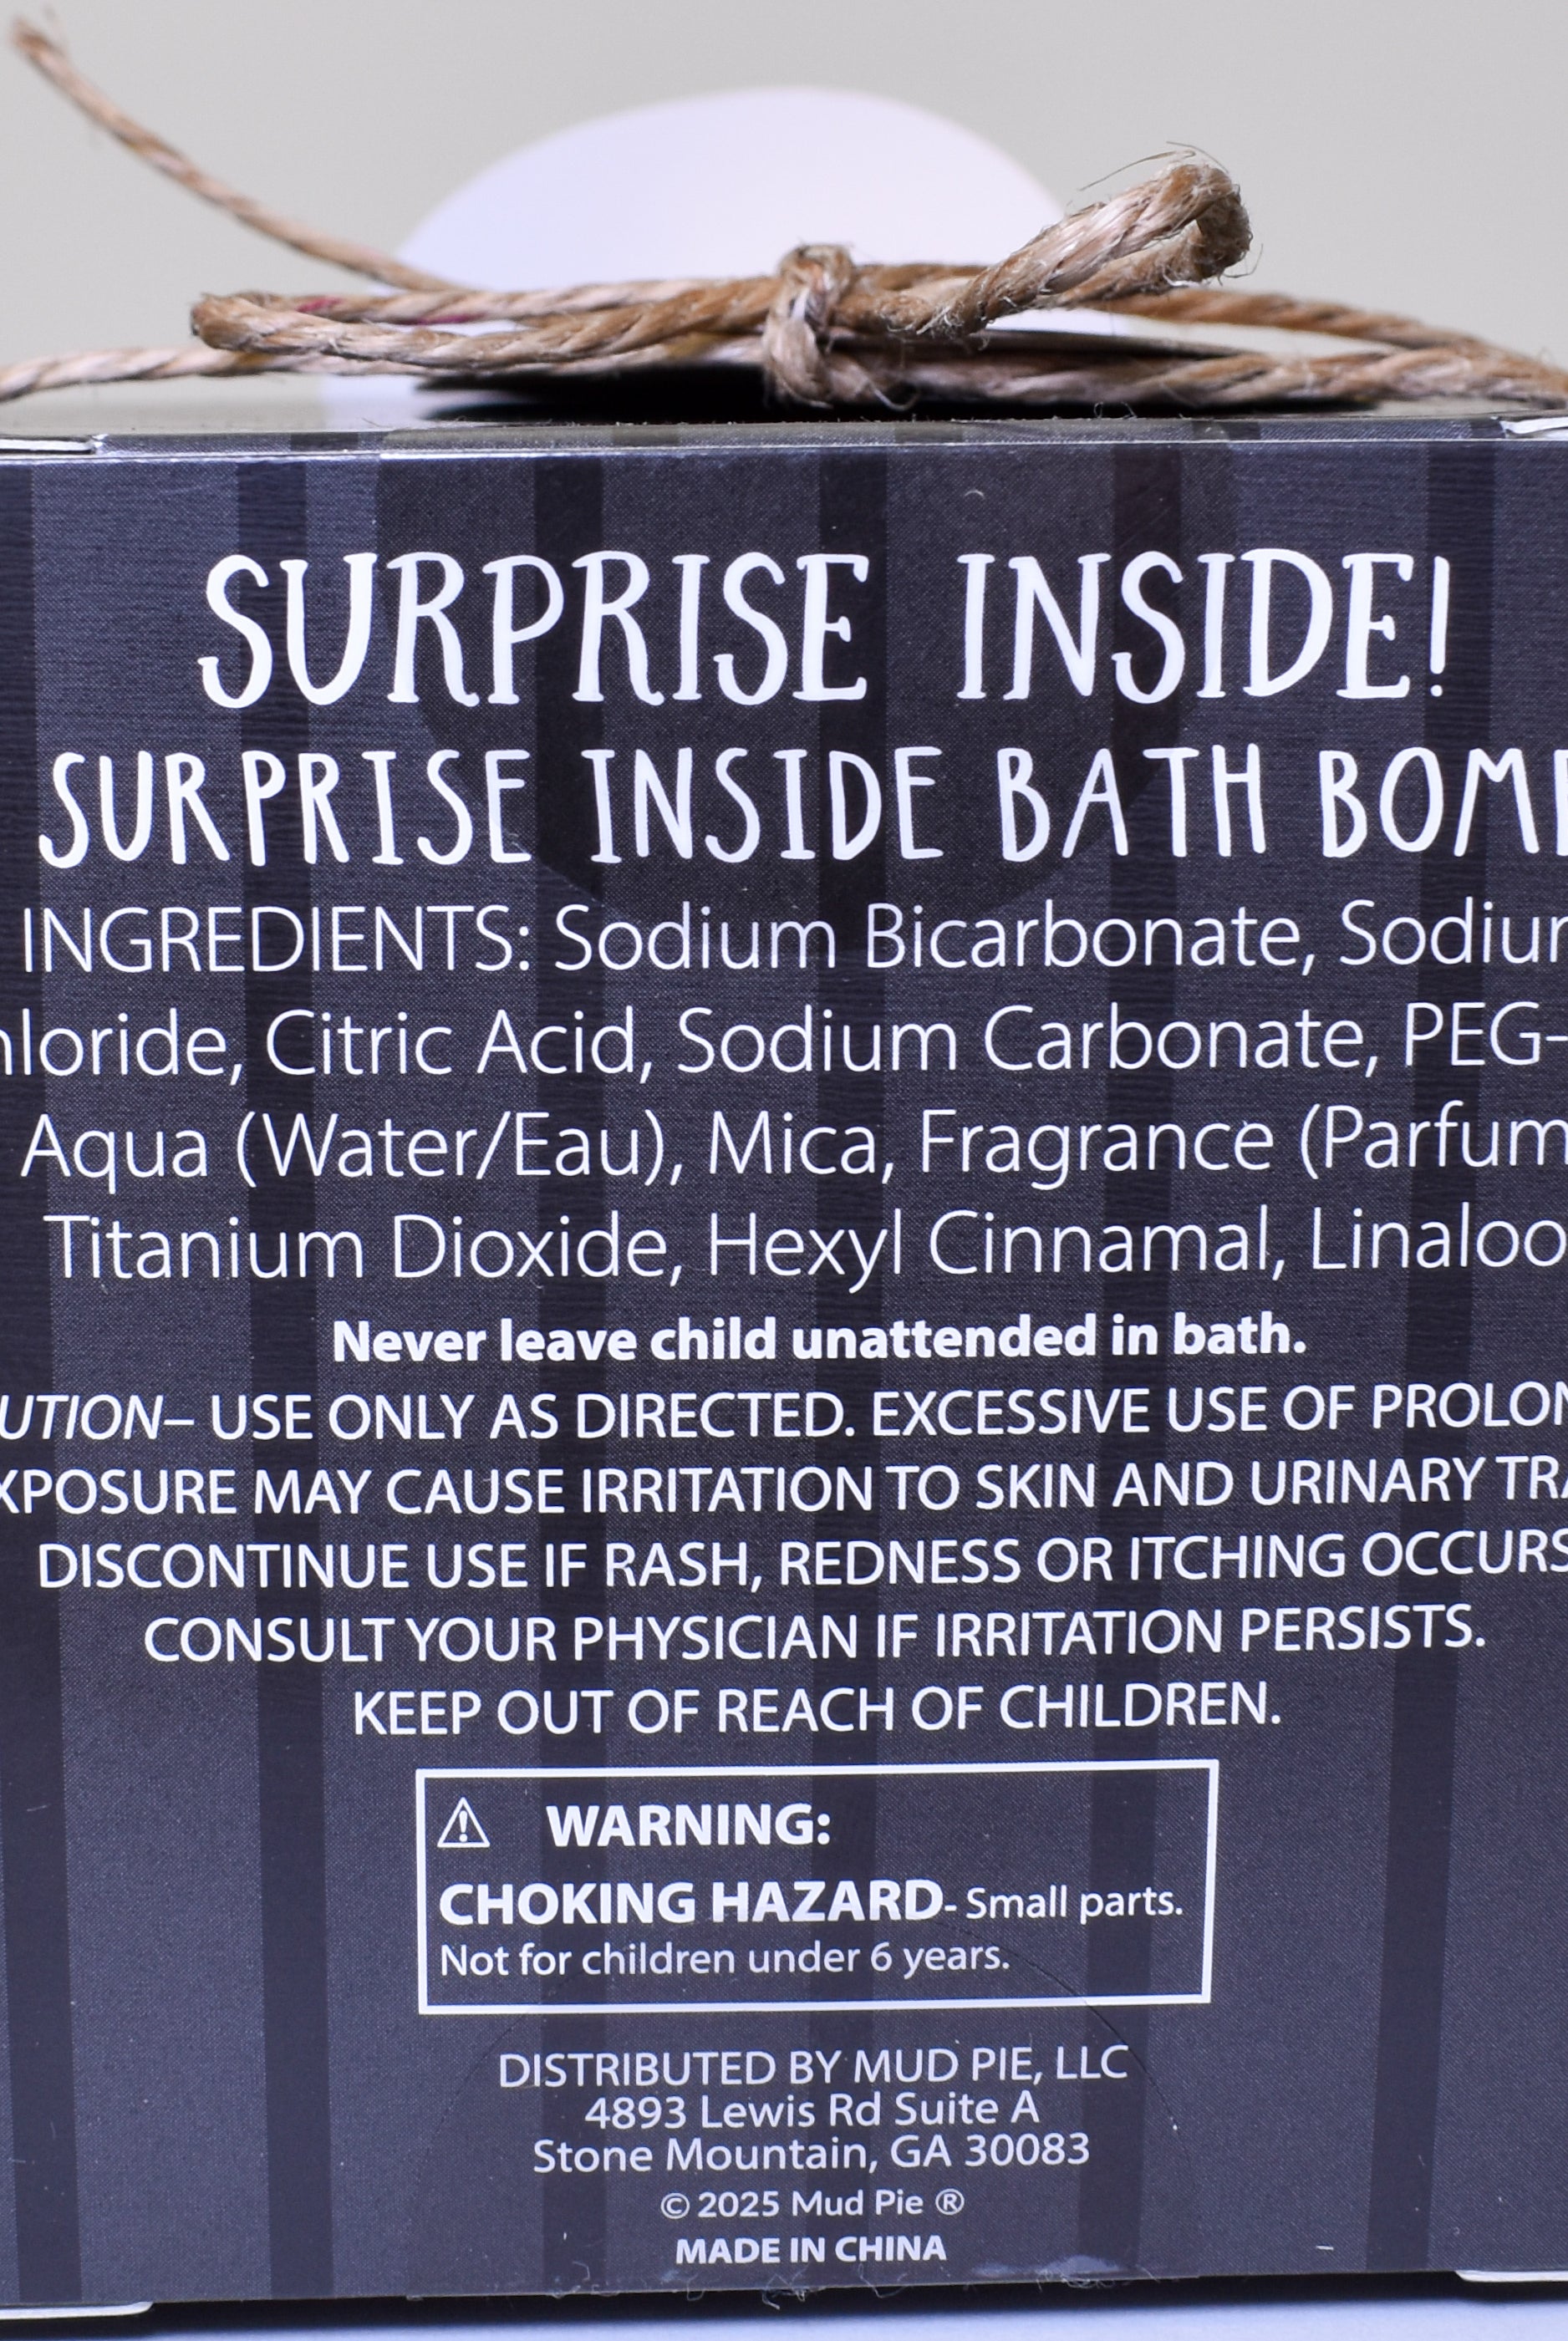 SURPRISE INSIDE!
SURPRISE INSIDE BATH BOM
INGREDIENTS: Sodium Bicarbonate, Sodiu
hloride, Citric Acid, Sodium Carbonate, PEG-
Aqua (Water/Eau), Mica, Fragrance (Parfum
Titanium Dioxide, Hexyl Cinnamal, Linaloo
Never leave child unattended in bath.
UTION– USE ONLY AS DIRECTED. EXCESSIVE USE OF PROLON
XPOSURE MAY CAUSE IRRITATION TO SKIN AND URINARY TRA
DISCONTINUE USE IF RASH, REDNESS OR ITCHING OCCURS
CONSULT YOUR PHYSICIAN IF IRRITATION PERSISTS.
KEEP OUT OF REACH OF CHILDREN.
⚠ WARNING:
CHOKING HAZARD- Small parts.
Not for children under 6 years.
DISTRIBUTED BY MUD PIE, LLC
4893 Lewis Rd Suite A
Stone Mountain, GA 30083
© 2025 Mud Pie ®
MADE IN CHINA